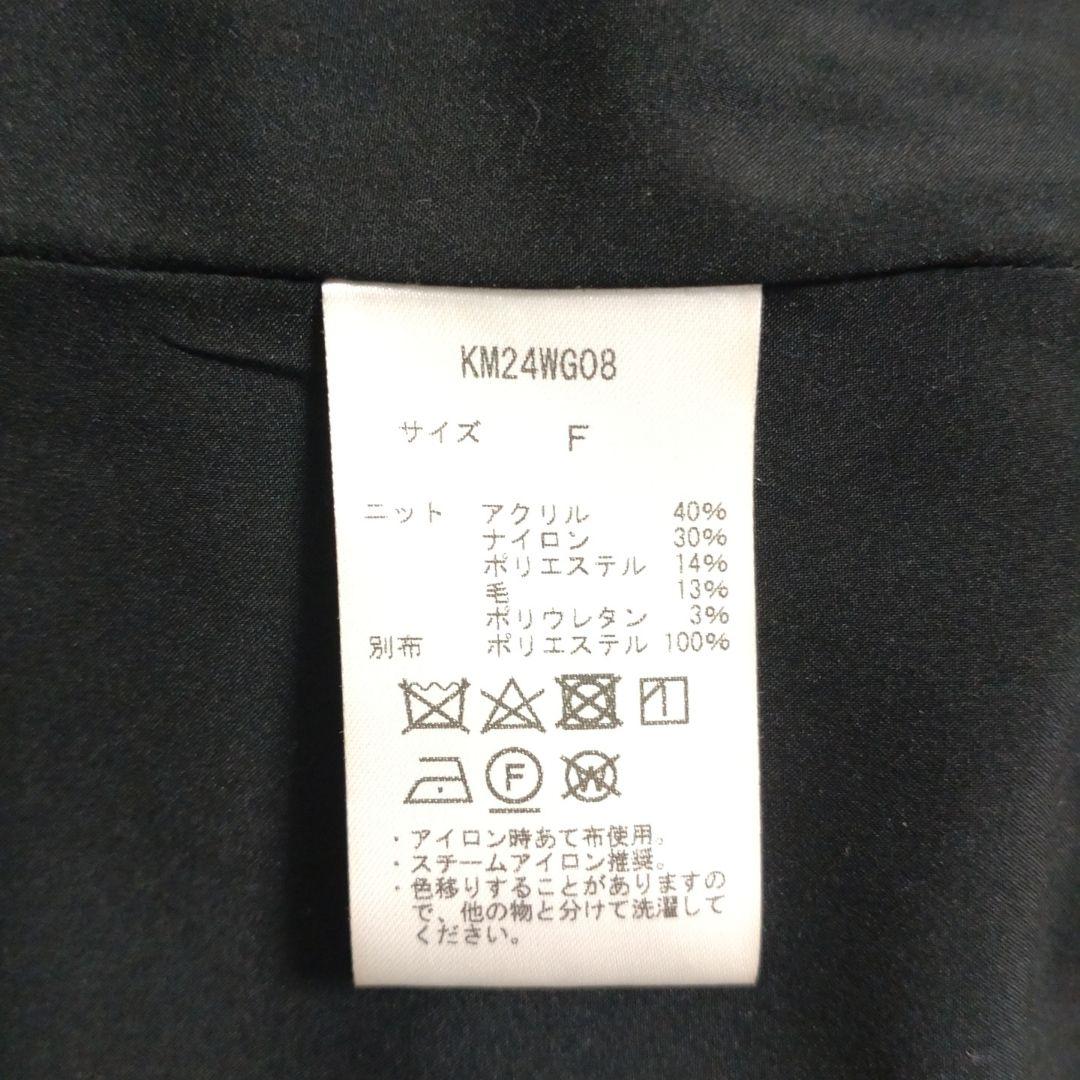 KM24WG08
サイズ F
ニット アクリル 40%
ナイロン 30%
ポリエステル 14%
毛 13%
ポリウレタン 3%
別布 ポリエステル 100%
F W
・アイロン時あて布使用。
・スチームアイロン推奨。
・色移りすることがありますの
で、他の物と分けて洗濯して
ください。